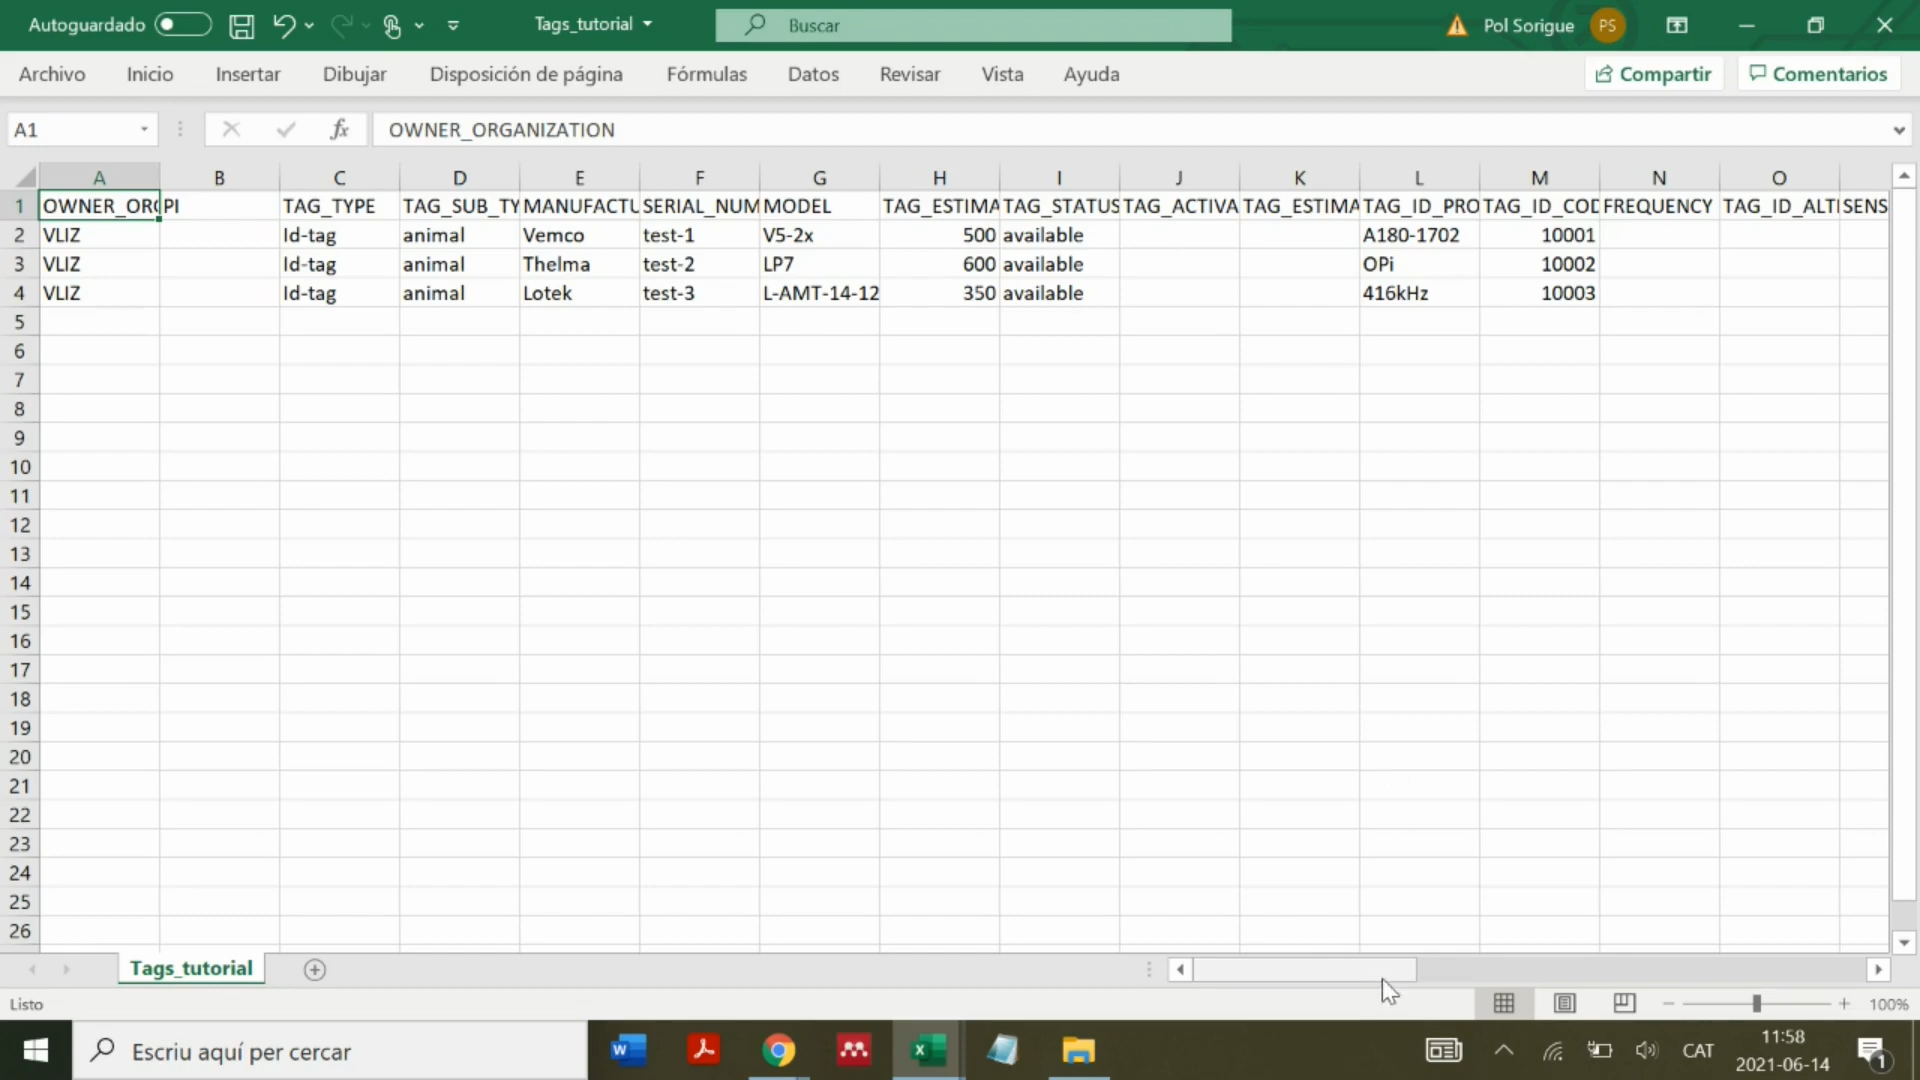 Autoguardado
Tags_tutorial
Buscar
Pol Sorigue
PS
Archivo Inicio Insertar Dibujar Disposición de página Fórmulas Datos Revisar Vista Ayuda
Compartir
Comentarios
A1
fx
OWNER_ORGANIZATION
A B C D E F G H I J K L M N O
1 OWNER_ORG PI TAG_TYPE TAG_SUB_TY MANUFACTU SERIAL_NUM MODEL TAG_ESTIMA TAG_STATUS TAG_ACTIVA TAG_ESTIMA TAG_ID_PRO TAG_ID_COD FREQUENCY TAG_ID_ALTI SENS
2 VLIZ Id-tag animal Vemco test-1 V5-2x 500 available A180-1702 10001
3 VLIZ Id-tag animal Thelma test-2 LP7 600 available OPi 10002
4 VLIZ Id-tag animal Lotek test-3 L-AMT-14-12 350 available 416kHz 10003
5
6
7
8
9
10
11
12
13
14
15
16
17
18
19
20
21
22
23
24
25
26
Tags_tutorial
Listo
100%
Escriu aquí per cercar
CAT
11:58
2021-06-14
1